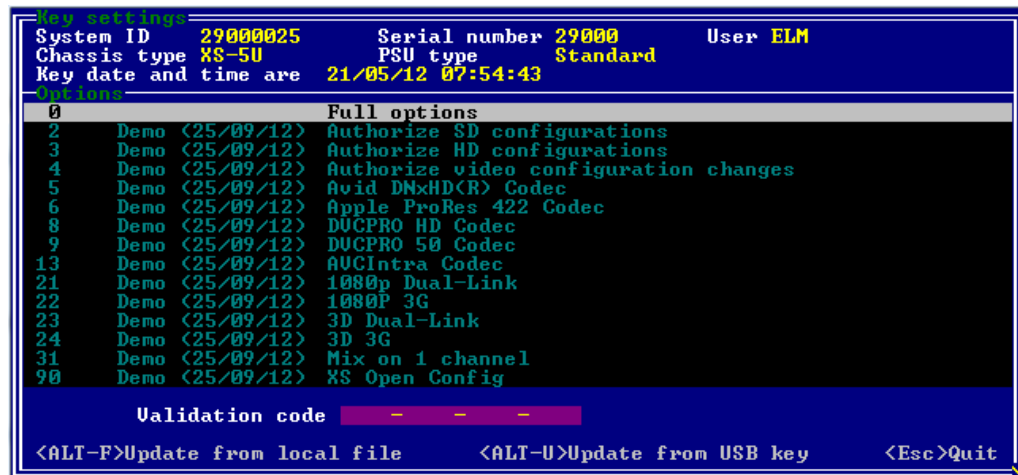 Key settings
System ID 29000025 Serial number 29000 User ELM
Chassis type XS-5U PSU type Standard
Key date and time are 21/05/12 07:54:43
Options
0 Full options
2 Demo (25/09/12) Authorize SD configurations
3 Demo (25/09/12) Authorize HD configurations
4 Demo (25/09/12) Authorize video configuration changes
5 Demo (25/09/12) Avid DNxHD(R) Codec
6 Demo (25/09/12) Apple ProRes 422 Codec
8 Demo (25/09/12) DVCPRO HD Codec
9 Demo (25/09/12) DVCPRO 50 Codec
13 Demo (25/09/12) AVCIntra Codec
21 Demo (25/09/12) 1080p Dual-Link
22 Demo (25/09/12) 1080P 3G
23 Demo (25/09/12) 3D Dual-Link
24 Demo (25/09/12) 3D 3G
31 Demo (25/09/12) Mix on 1 channel
90 Demo (25/09/12) XS Open Config
Validation code - - -
<ALT-F>Update from local file <ALT-U>Update from USB key <Esc>Quit